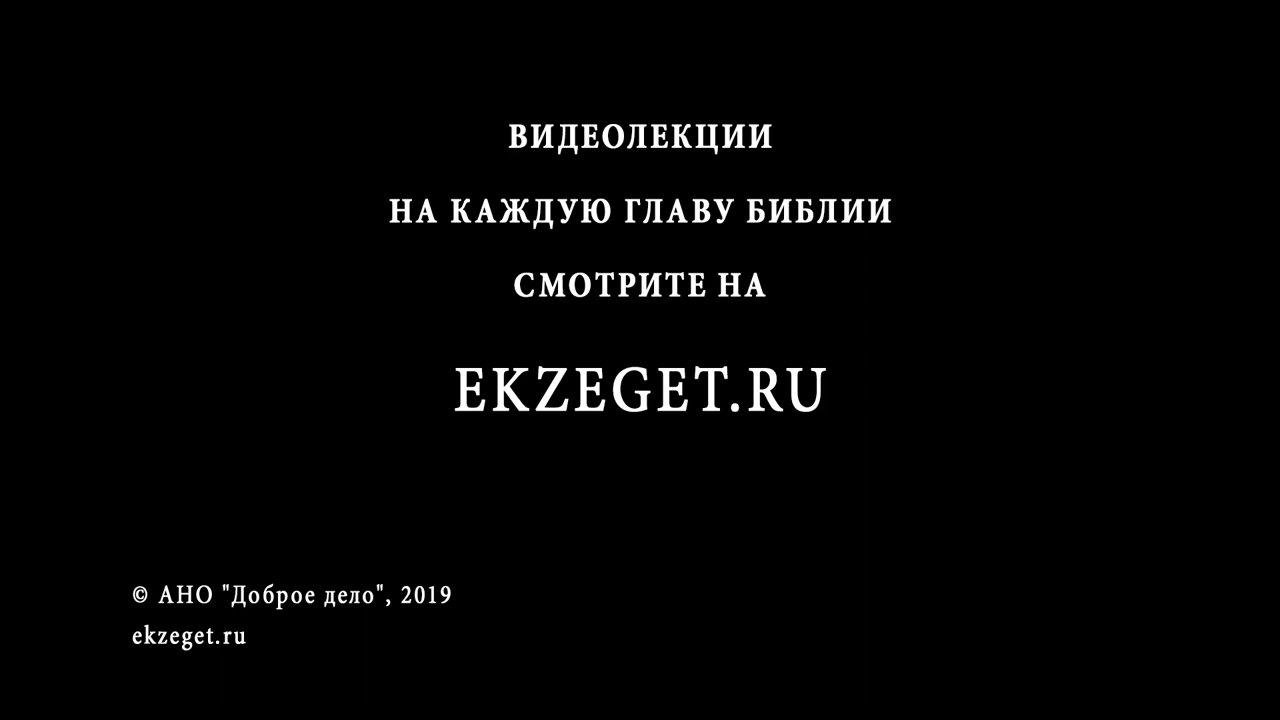 ВИДЕОЛЕКЦИИ
НА КАЖДУЮ ГЛАВУ БИБЛИИ
СМОТРИТЕ НА
EKZEGET.RU
© АНО "Доброе дело", 2019
ekzeget.ru